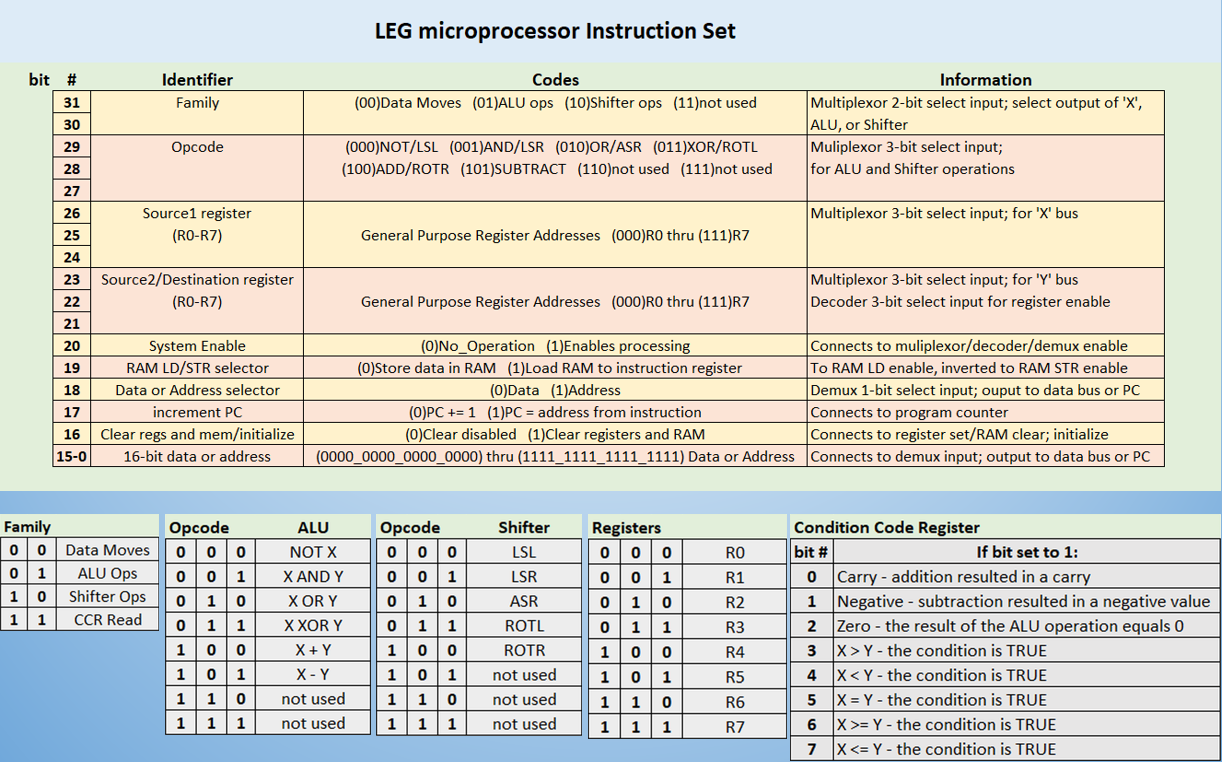 LEG microprocessor Instruction Set
bit # Identifier Codes Information
31 Family (00)Data Moves (01)ALU ops (10)Shifter ops (11)not used Multiplexor 2-bit select input; select output of 'X',
30 ALU, or Shifter
29 Opcode (000)NOT/LSL (001)AND/LSR (010)OR/ASR (011)XOR/ROTL Muliplexor 3-bit select input;
28 (100)ADD/ROTR (101)SUBTRACT (110)not used (111)not used for ALU and Shifter operations
27
26 Source1 register Multiplexor 3-bit select input; for 'X' bus
25 (R0-R7) General Purpose Register Addresses (000)R0 thru (111)R7
24
23 Source2/Destination register Multiplexor 3-bit select input; for 'Y' bus
22 (R0-R7) General Purpose Register Addresses (000)R0 thru (111)R7 Decoder 3-bit select input for register enable
21
20 System Enable (0)No_Operation (1)Enables processing Connects to muliplexor/decoder/demux enable
19 RAM LD/STR selector (0)Store data in RAM (1)Load RAM to instruction register To RAM LD enable, inverted to RAM STR enable
18 Data or Address selector (0)Data (1)Address Demux 1-bit select input; ouput to data bus or PC
17 increment PC (0)PC += 1 (1)PC = address from instruction Connects to program counter
16 Clear regs and mem/initialize (0)Clear disabled (1)Clear registers and RAM Connects to register set/RAM clear; initialize
15-0 16-bit data or address (0000_0000_0000_0000) thru (1111_1111_1111_1111) Data or Address Connects to demux input; output to data bus or PC
Family
0 0 Data Moves
0 1 ALU Ops
1 0 Shifter Ops
1 1 CCR Read
Opcode ALU
0 0 0 NOT X
0 0 1 X AND Y
0 1 0 X OR Y
0 1 1 X XOR Y
1 0 0 X + Y
1 0 1 X - Y
1 1 0 not used
1 1 1 not used
Opcode Shifter
0 0 0 LSL
0 0 1 LSR
0 1 0 ASR
0 1 1 ROTL
1 0 0 ROTR
1 0 1 not used
1 1 0 not used
1 1 1 not used
Registers
0 0 0 R0
0 0 1 R1
0 1 0 R2
0 1 1 R3
1 0 0 R4
1 0 1 R5
1 1 0 R6
1 1 1 R7
Condition Code Register
bit # If bit set to 1:
0 Carry - addition resulted in a carry
1 Negative - subtraction resulted in a negative value
2 Zero - the result of the ALU operation equals 0
3 X > Y - the condition is TRUE
4 X < Y - the condition is TRUE
5 X = Y - the condition is TRUE
6 X >= Y - the condition is TRUE
7 X <= Y - the condition is TRUE